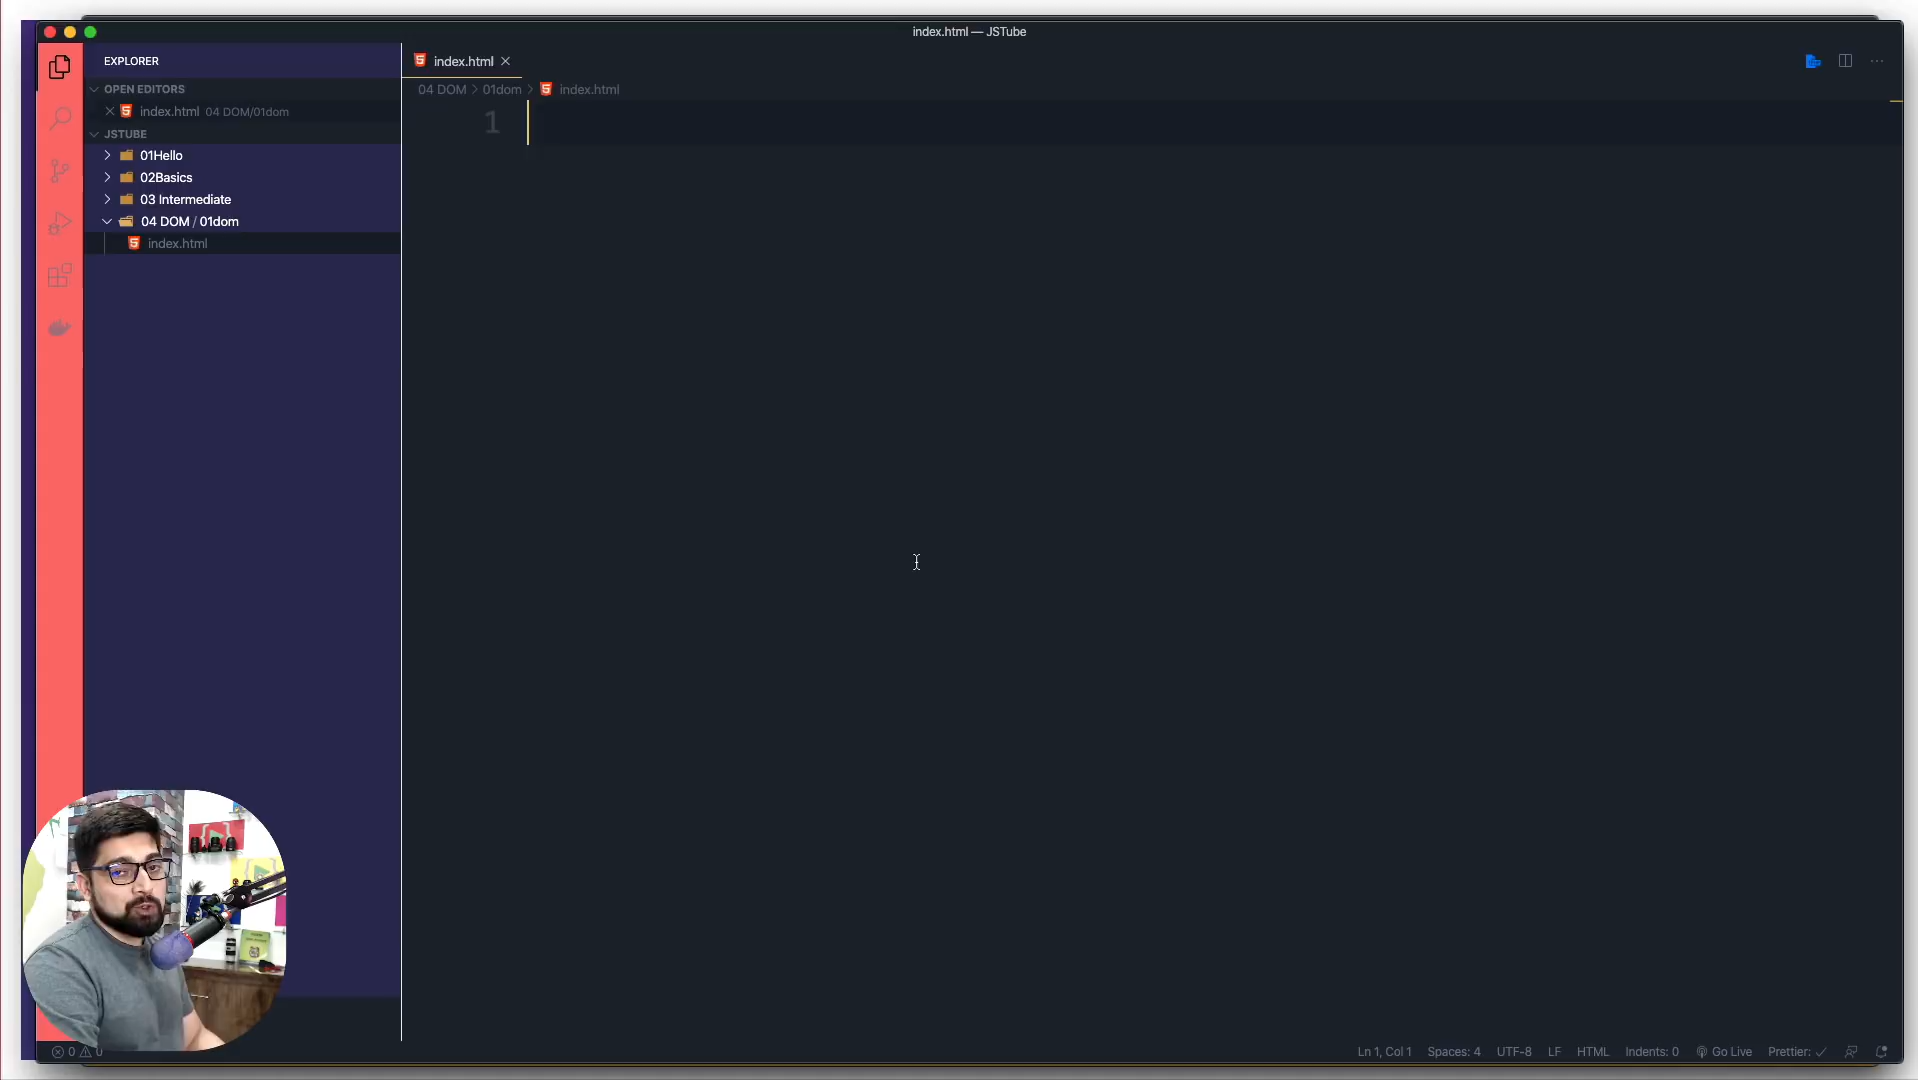 index.html — JSTube
EXPLORER
OPEN EDITORS
index.html 04 DOM/01dom
JSTUBE
01Hello
02Basics
03 Intermediate
04 DOM / 01dom
index.html
index.html
04 DOM > 01dom > index.html
1
0 0
Ln 1, Col 1 Spaces: 4 UTF-8 LF HTML Indents: 0 Go Live Prettier: ✓